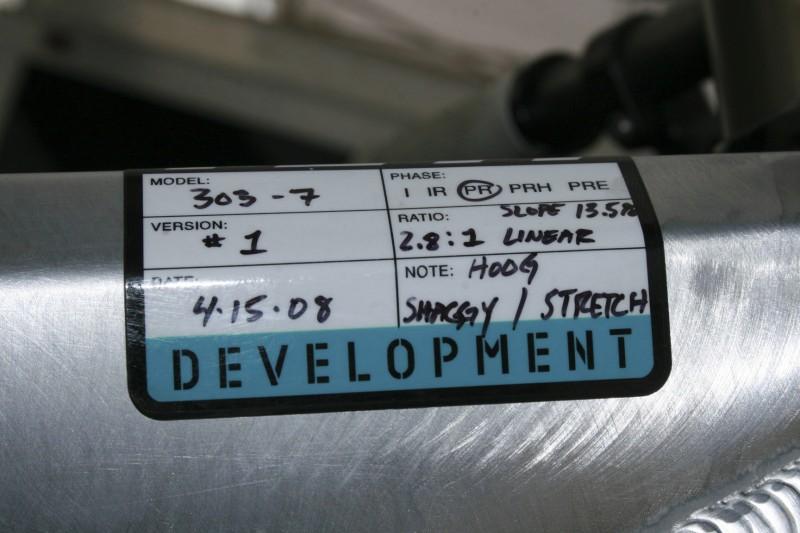 MODEL:
303-7
PHASE:
I IR PR PRH PRE
VERSION:
# 1
RATIO: SLOPE 13.5%
2.8:1 LINEAR
DATE:
4.15.08
NOTE: HOOG
SHAGGY / STRETCH
DEVELOPMENT